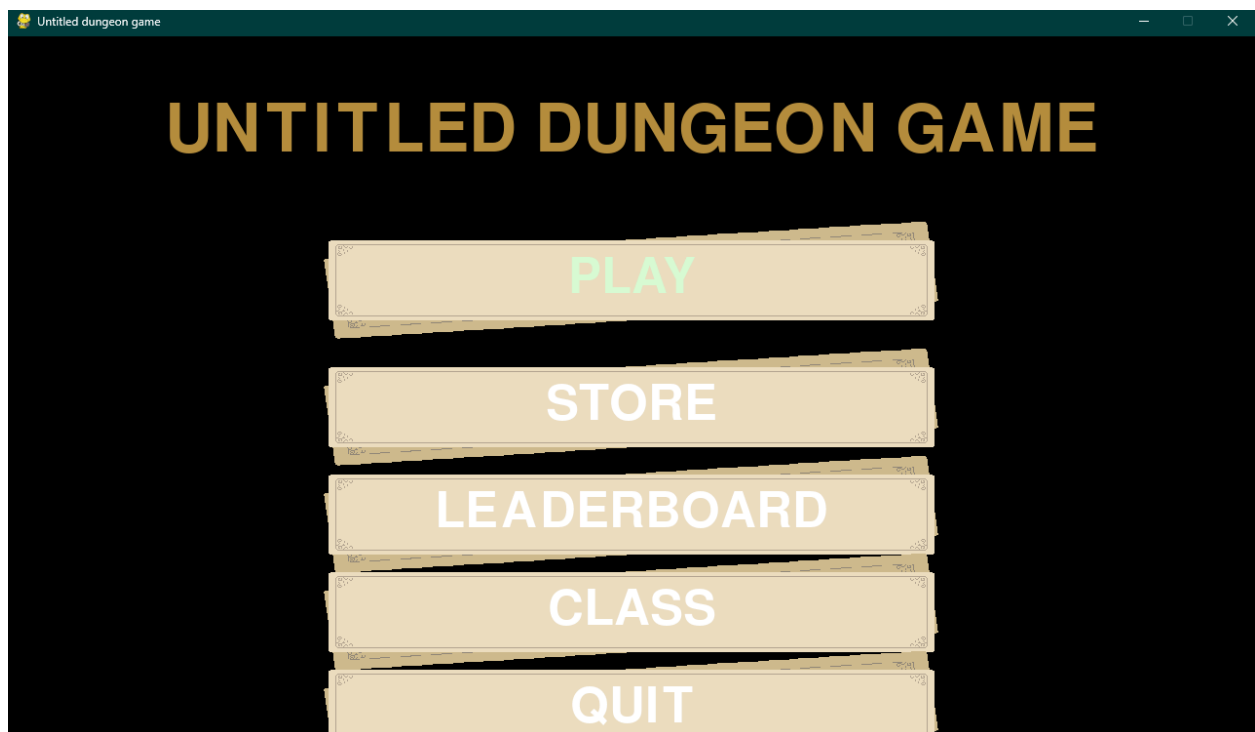 Untitled dungeon game
UNTITLED DUNGEON GAME
PLAY
STORE
LEADERBOARD
CLASS
QUIT